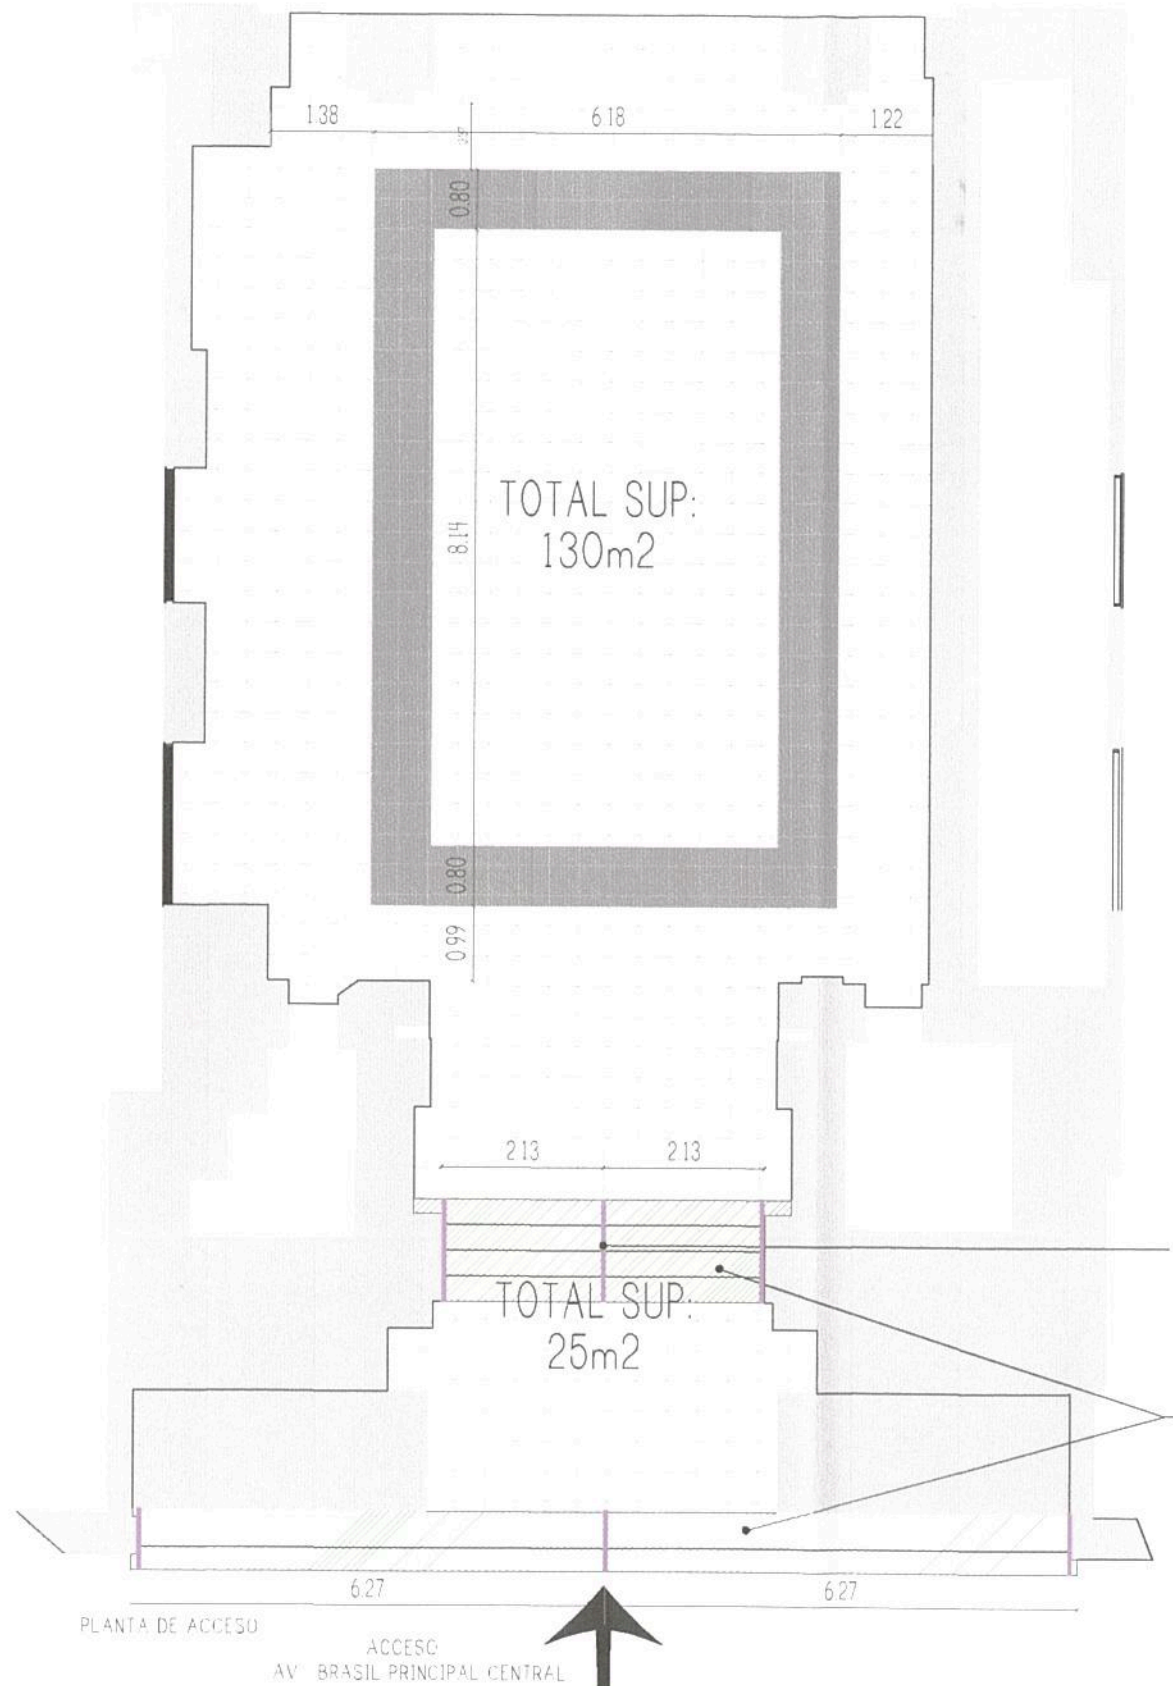 1.38
6.18
1.22
0.80
TOTAL SUP:
130m2
8.14
0.80
0.99
2.13
2.13
TOTAL SUP:
25m2
6.27
6.27
PLANTA DE ACCESO
ACCESO
AV BRASIL PRINCIPAL CENTRAL